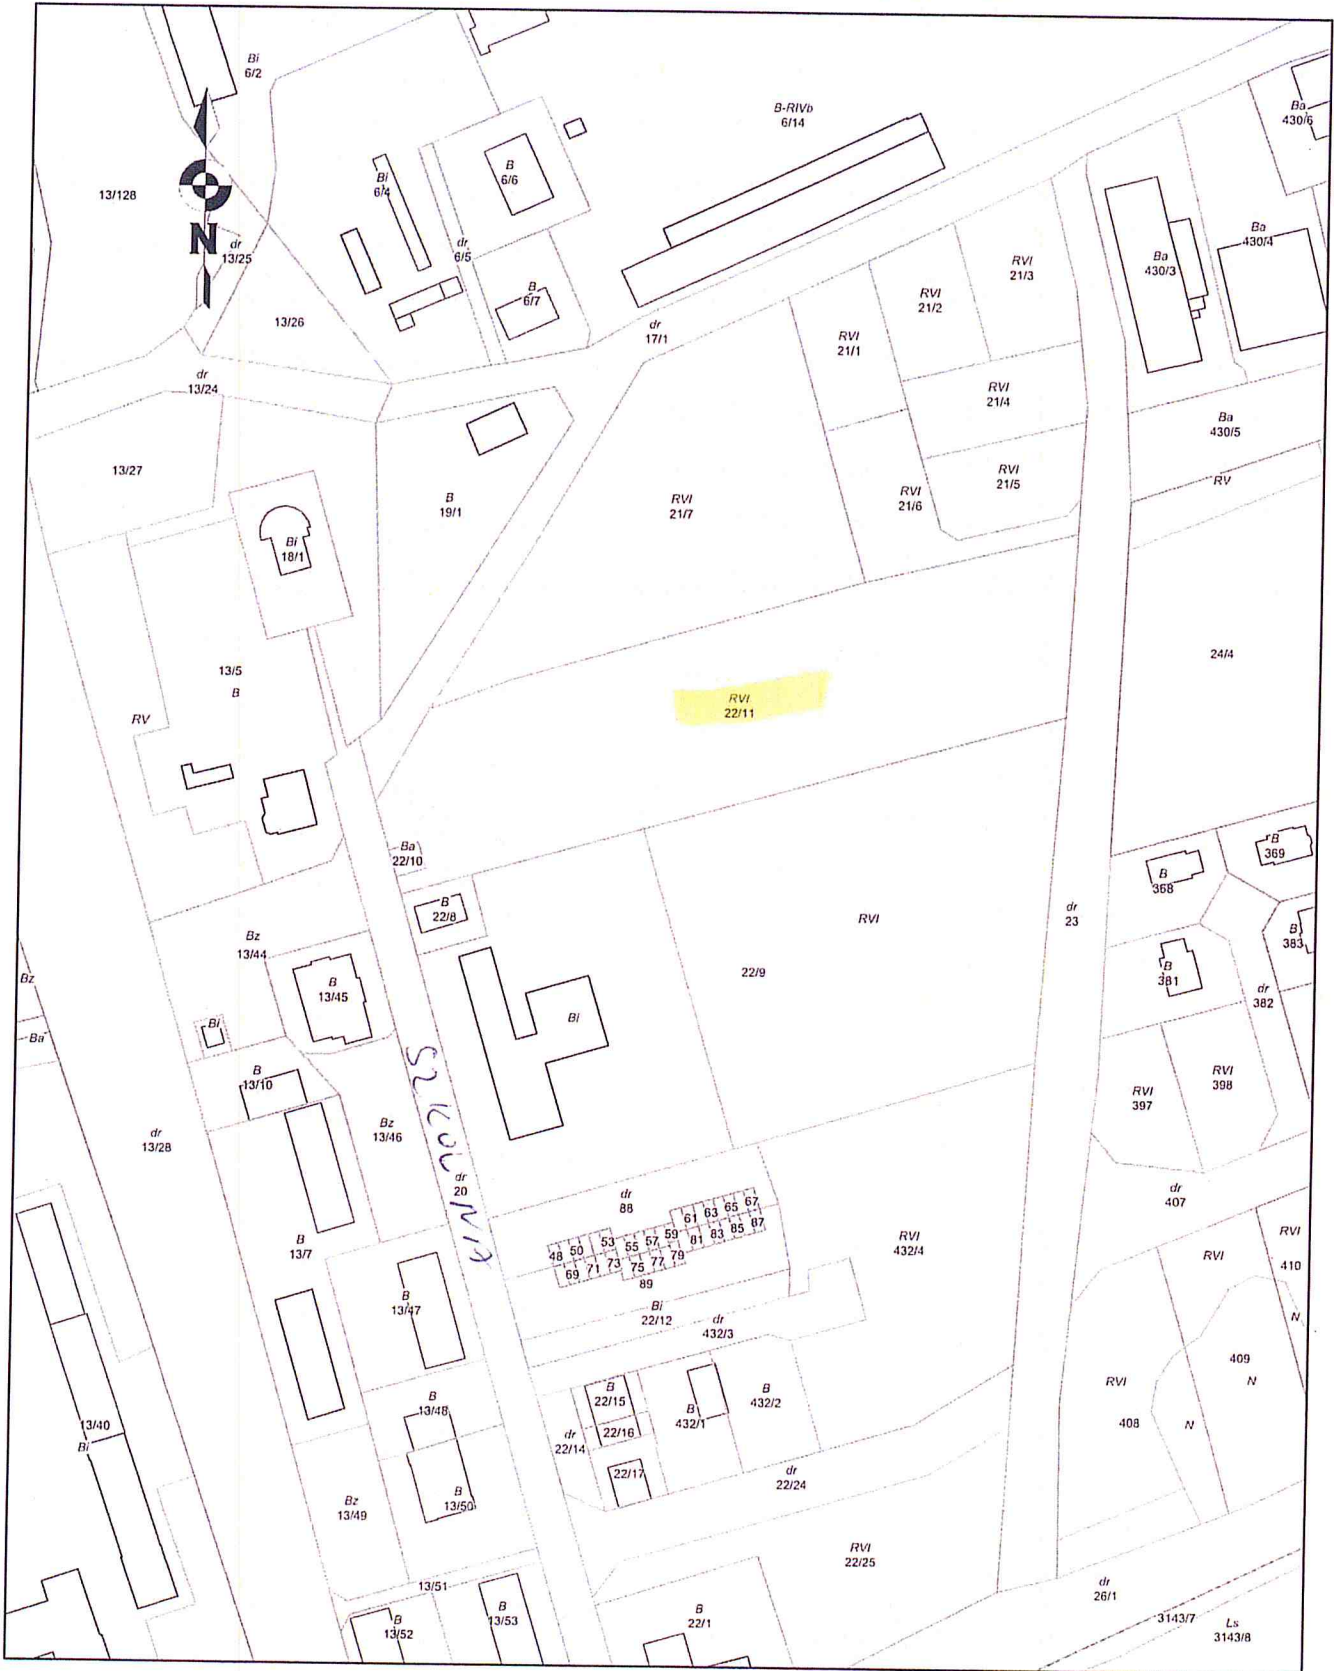 Bi
6/2
B-RIVb
6/14
Ba
430/6
B
6/6
Bi
6/4
13/128
N
dr
13/25
dr
6/5
Ba
430/4
Ba
430/3
RVI
21/3
RVI
21/2
B
6/7
13/26
dr
17/1
RVI
21/1
dr
13/24
RVI
21/4
Ba
430/5
13/27
RVI
21/5
RV
B
19/1
RVI
21/7
RVI
21/6
Bi
18/1
24/4
13/5
B
RV
RVI
22/11
Ba
22/10
B
369
B
368
B
22/8
RVI
dr
23
Bz
13/44
B
383
Bz
22/9
B
381
B
13/45
dr
382
Bi
Bi
Ba
B
13/10
RVI
398
RVI
397
Bz
13/46
dr
13/28
SZKOLNA
dr
20
dr
88
dr
407
61 63 65 67
48 50 53 55 57 59 81 83 85 87
69 71 73 75 77 79
89
B
13/7
RVI
432/4
RVI
RVI
410
B
13/47
Bi
22/12
dr
432/3
N
409
N
RVI
408
N
B
22/15
B
432/1
B
432/2
B
13/48
22/16
dr
22/14
13/40
Bi
22/17
dr
22/24
B
13/50
Bz
13/49
RVI
22/25
13/51
dr
26/1
B
13/52
B
13/53
B
22/1
3143/7
Ls
3143/8